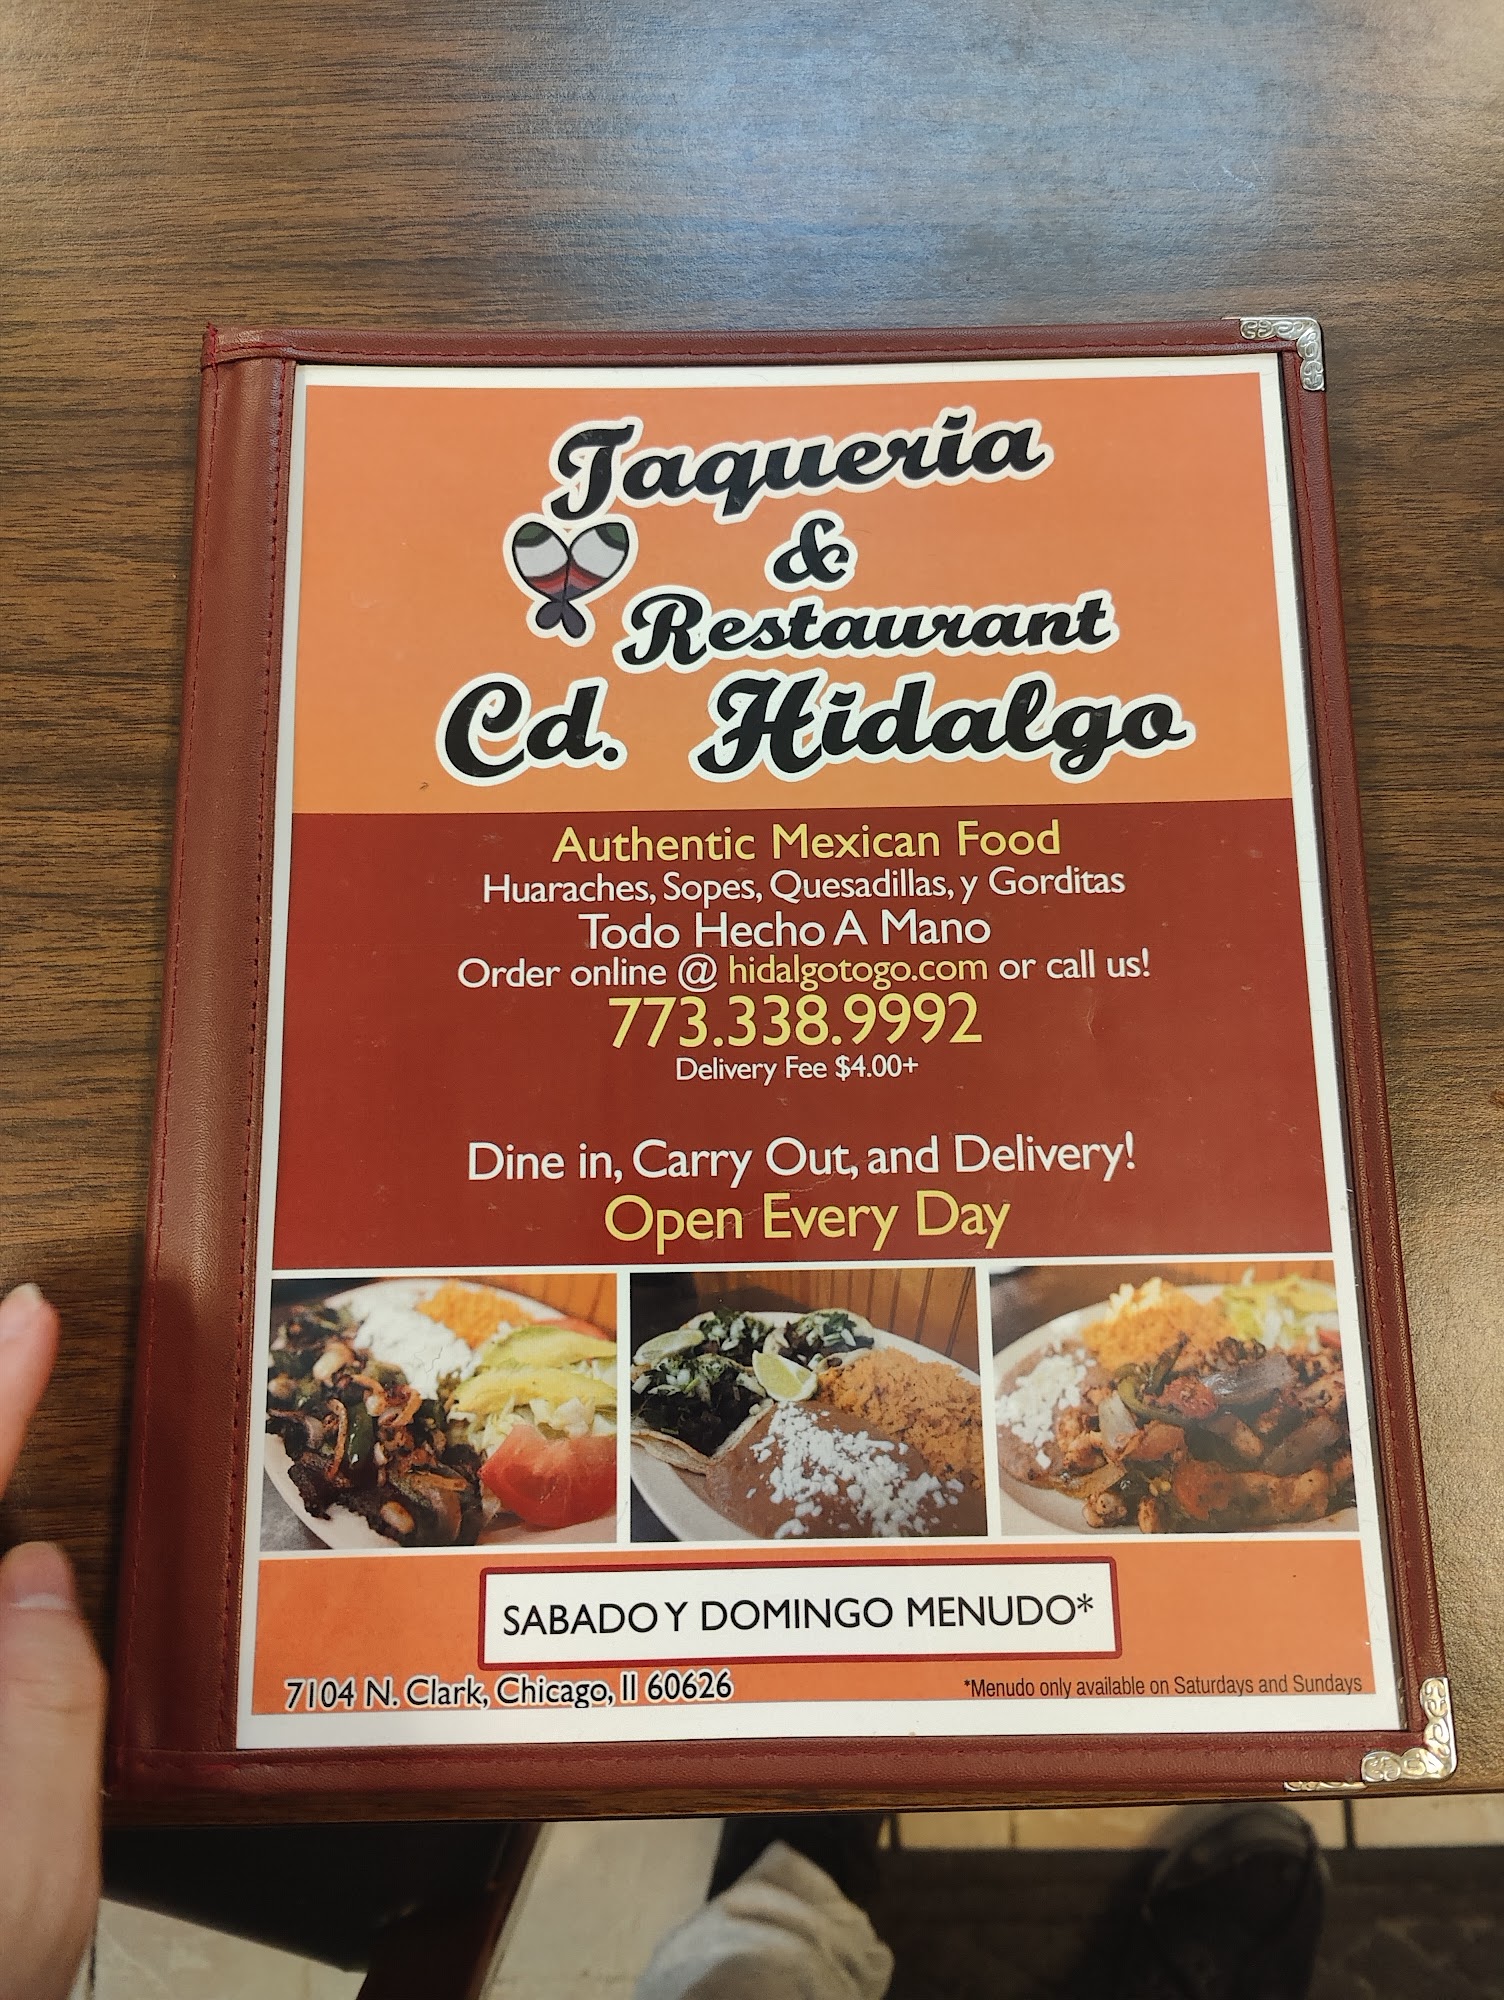 Taqueria
&
Restaurant
Cd. Hidalgo
Authentic Mexican Food
Huaraches, Sopes, Quesadillas, y Gorditas
Todo Hecho A Mano
Order online @ hidalgotogo.com or call us!
773.338.9992
Delivery Fee $4.00+
Dine in, Carry Out, and Delivery!
Open Every Day
SABADO Y DOMINGO MENUDO*
7104 N. Clark, Chicago, Il 60626
*Menudo only available on Saturdays and Sundays